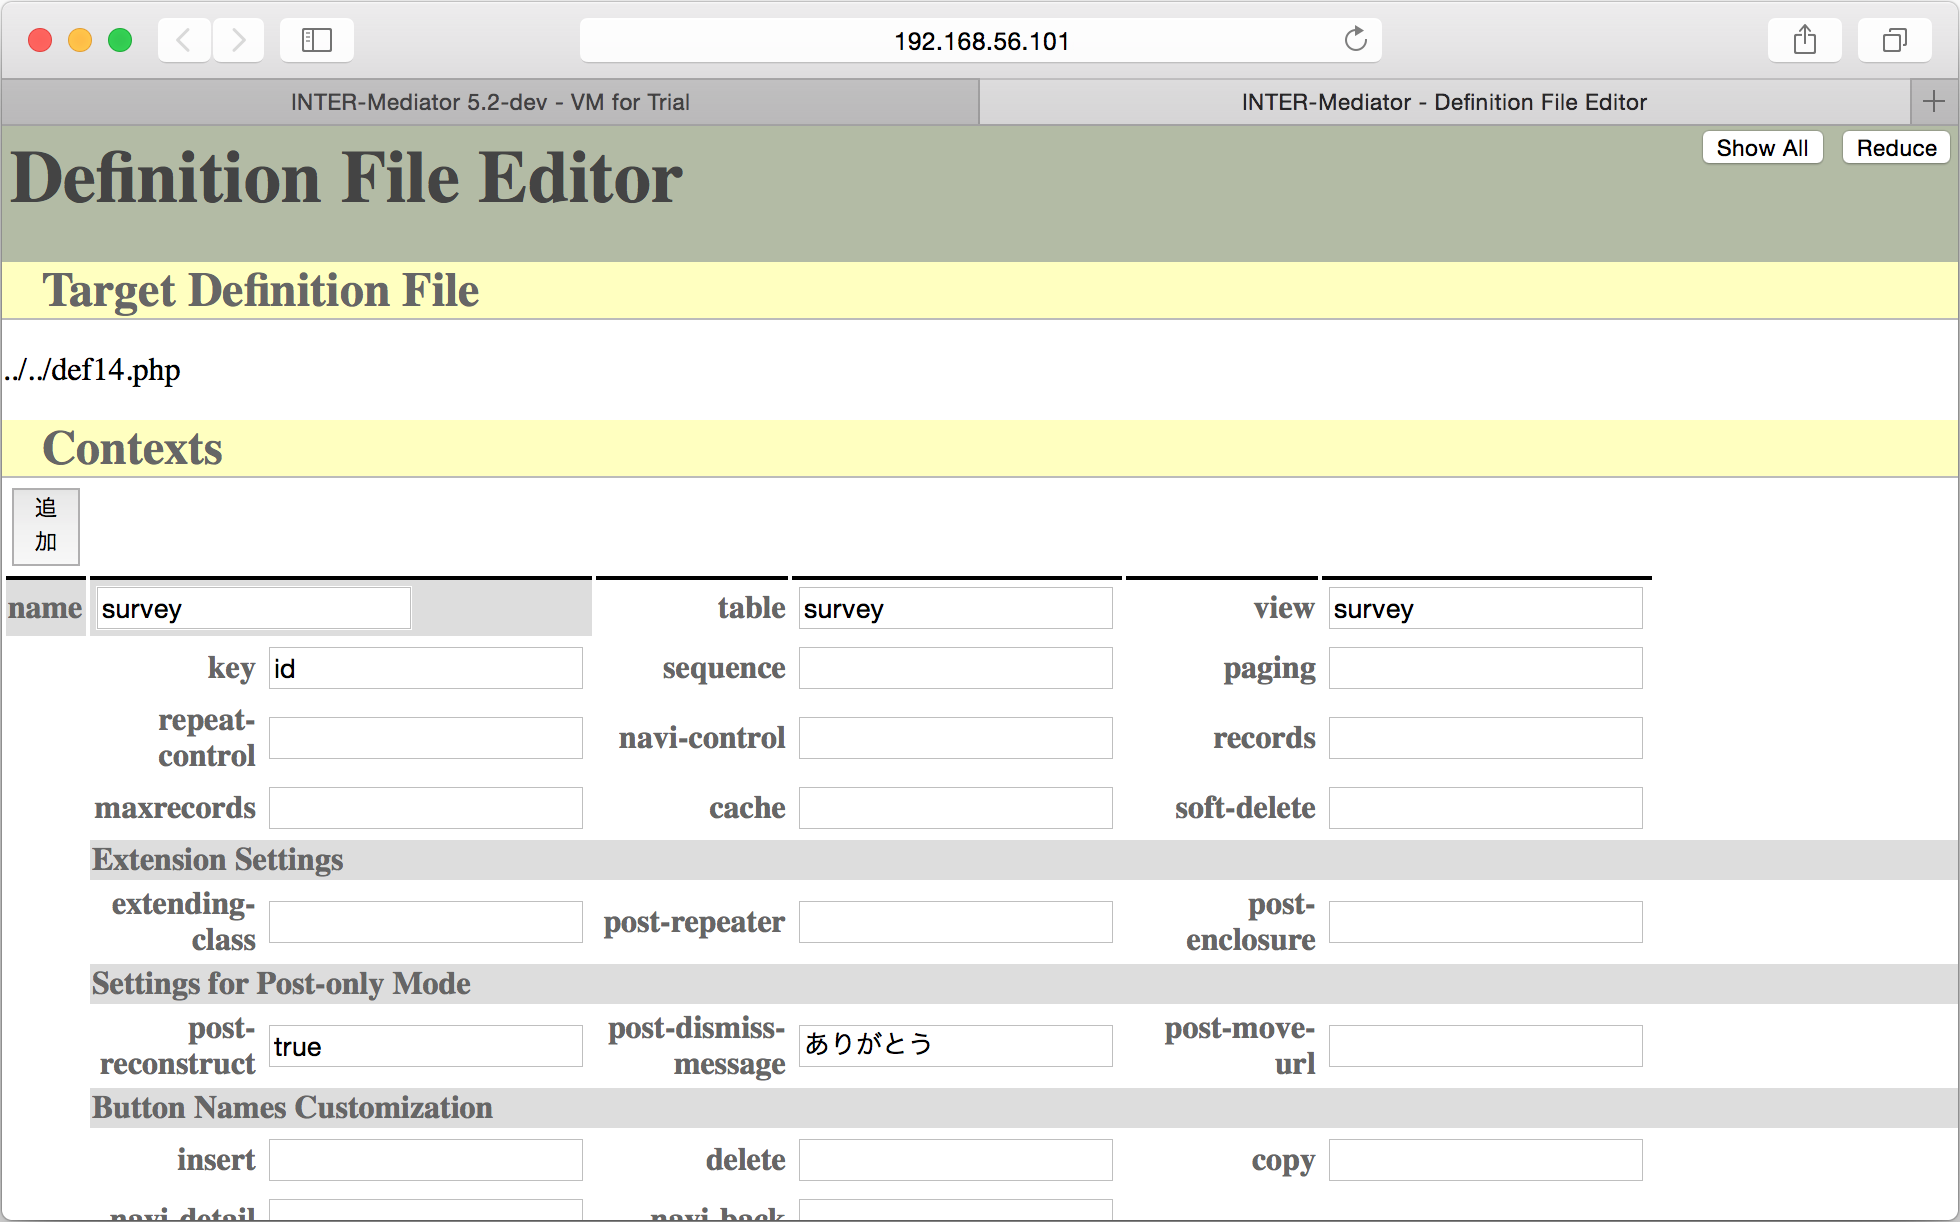 192.168.56.101
INTER-Mediator 5.2-dev - VM for Trial
INTER-Mediator - Definition File Editor
Show All
Reduce
Definition File Editor
Target Definition File
../../def14.php
Contexts
追
加
name survey table survey view survey
key id sequence paging
repeat-
control navi-control records
maxrecords cache soft-delete
Extension Settings
extending-
class post-repeater post-
enclosure
Settings for Post-only Mode
post-
reconstruct true post-dismiss-
message ありがとう post-move-
url
Button Names Customization
insert delete copy
navi-detail navi-back